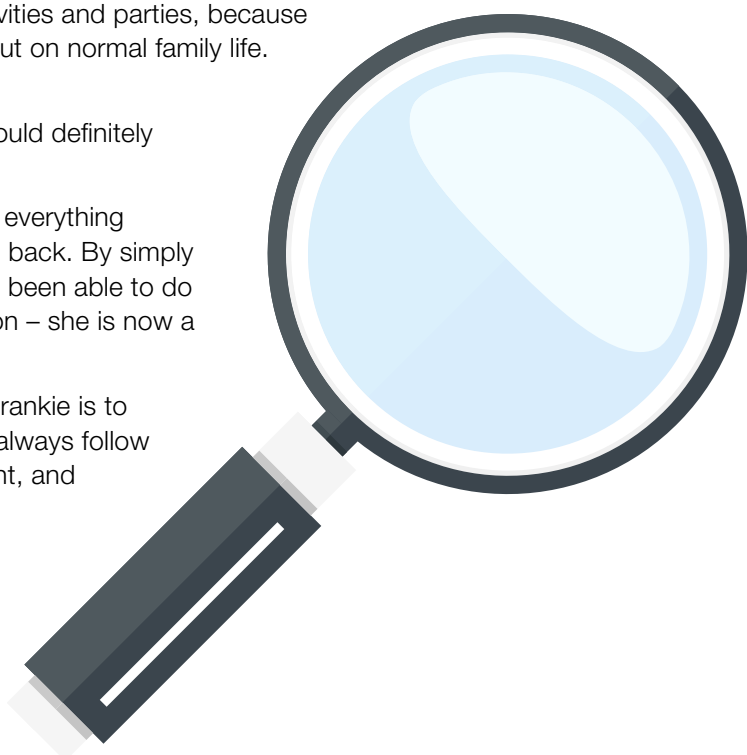 vities and parties, because
ut on normal family life.
ould definitely
everything
back. By simply
been able to do
on – she is now a
rankie is to
always follow
nt, and